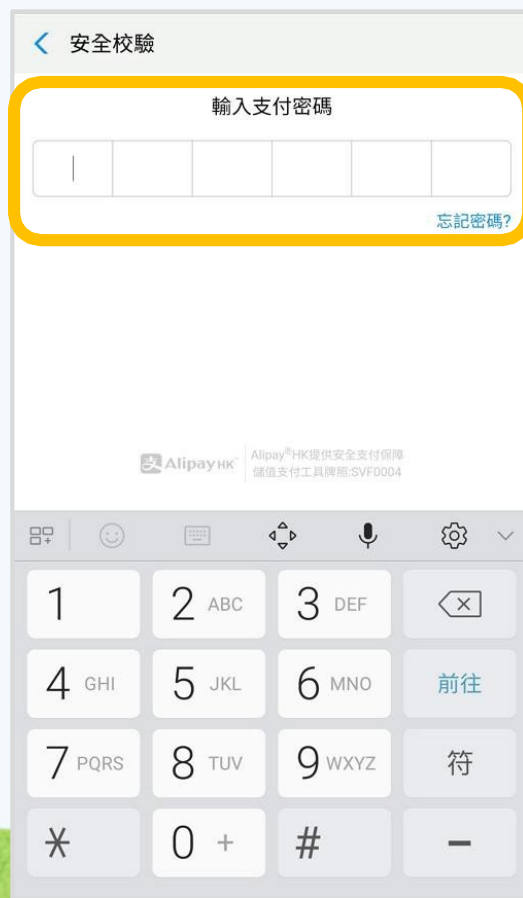 安全校驗
輸入支付密碼
忘記密碼?
支 AlipayHK™ Alipay®HK提供安全支付保障
儲值支付工具牌照:SVF0004
1 2 ABC 3 DEF
4 GHI 5 JKL 6 MNO 前往
7 PQRS 8 TUV 9 WXYZ 符
* 0 + # -